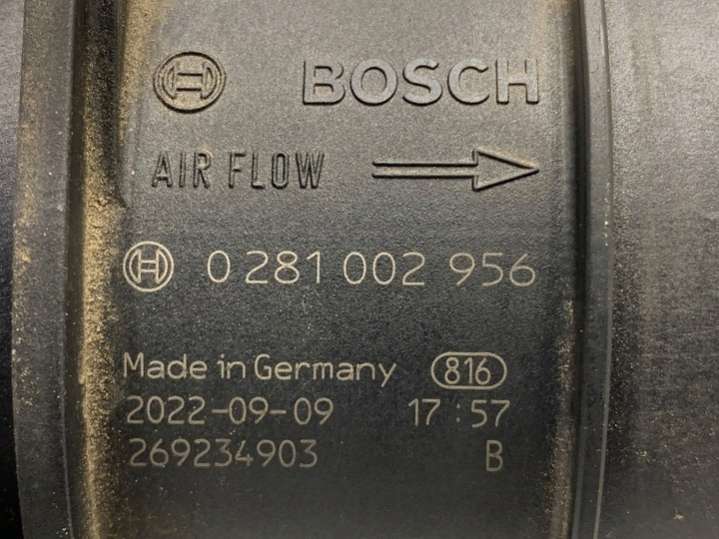 BOSCH
AIR FLOW
0 281 002 956
Made in Germany 816
2022-09-09 17:57
269234903 B